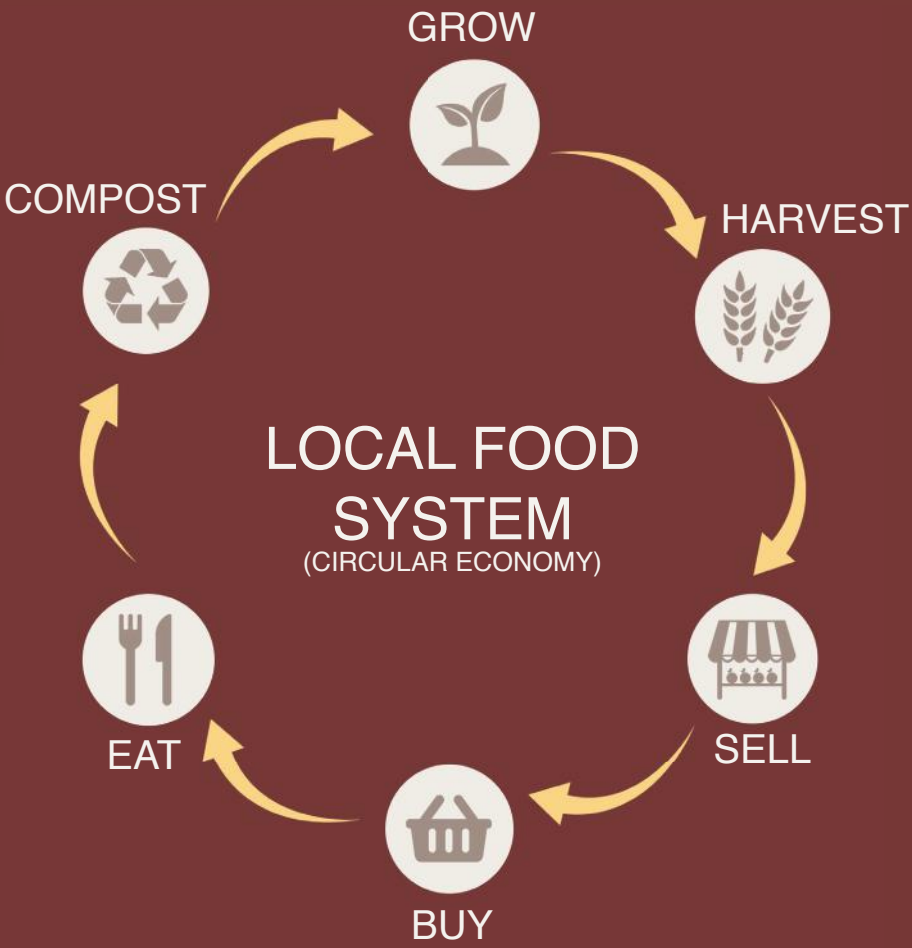 GROW
COMPOST
HARVEST
LOCAL FOOD
SYSTEM
(CIRCULAR ECONOMY)
EAT
SELL
BUY